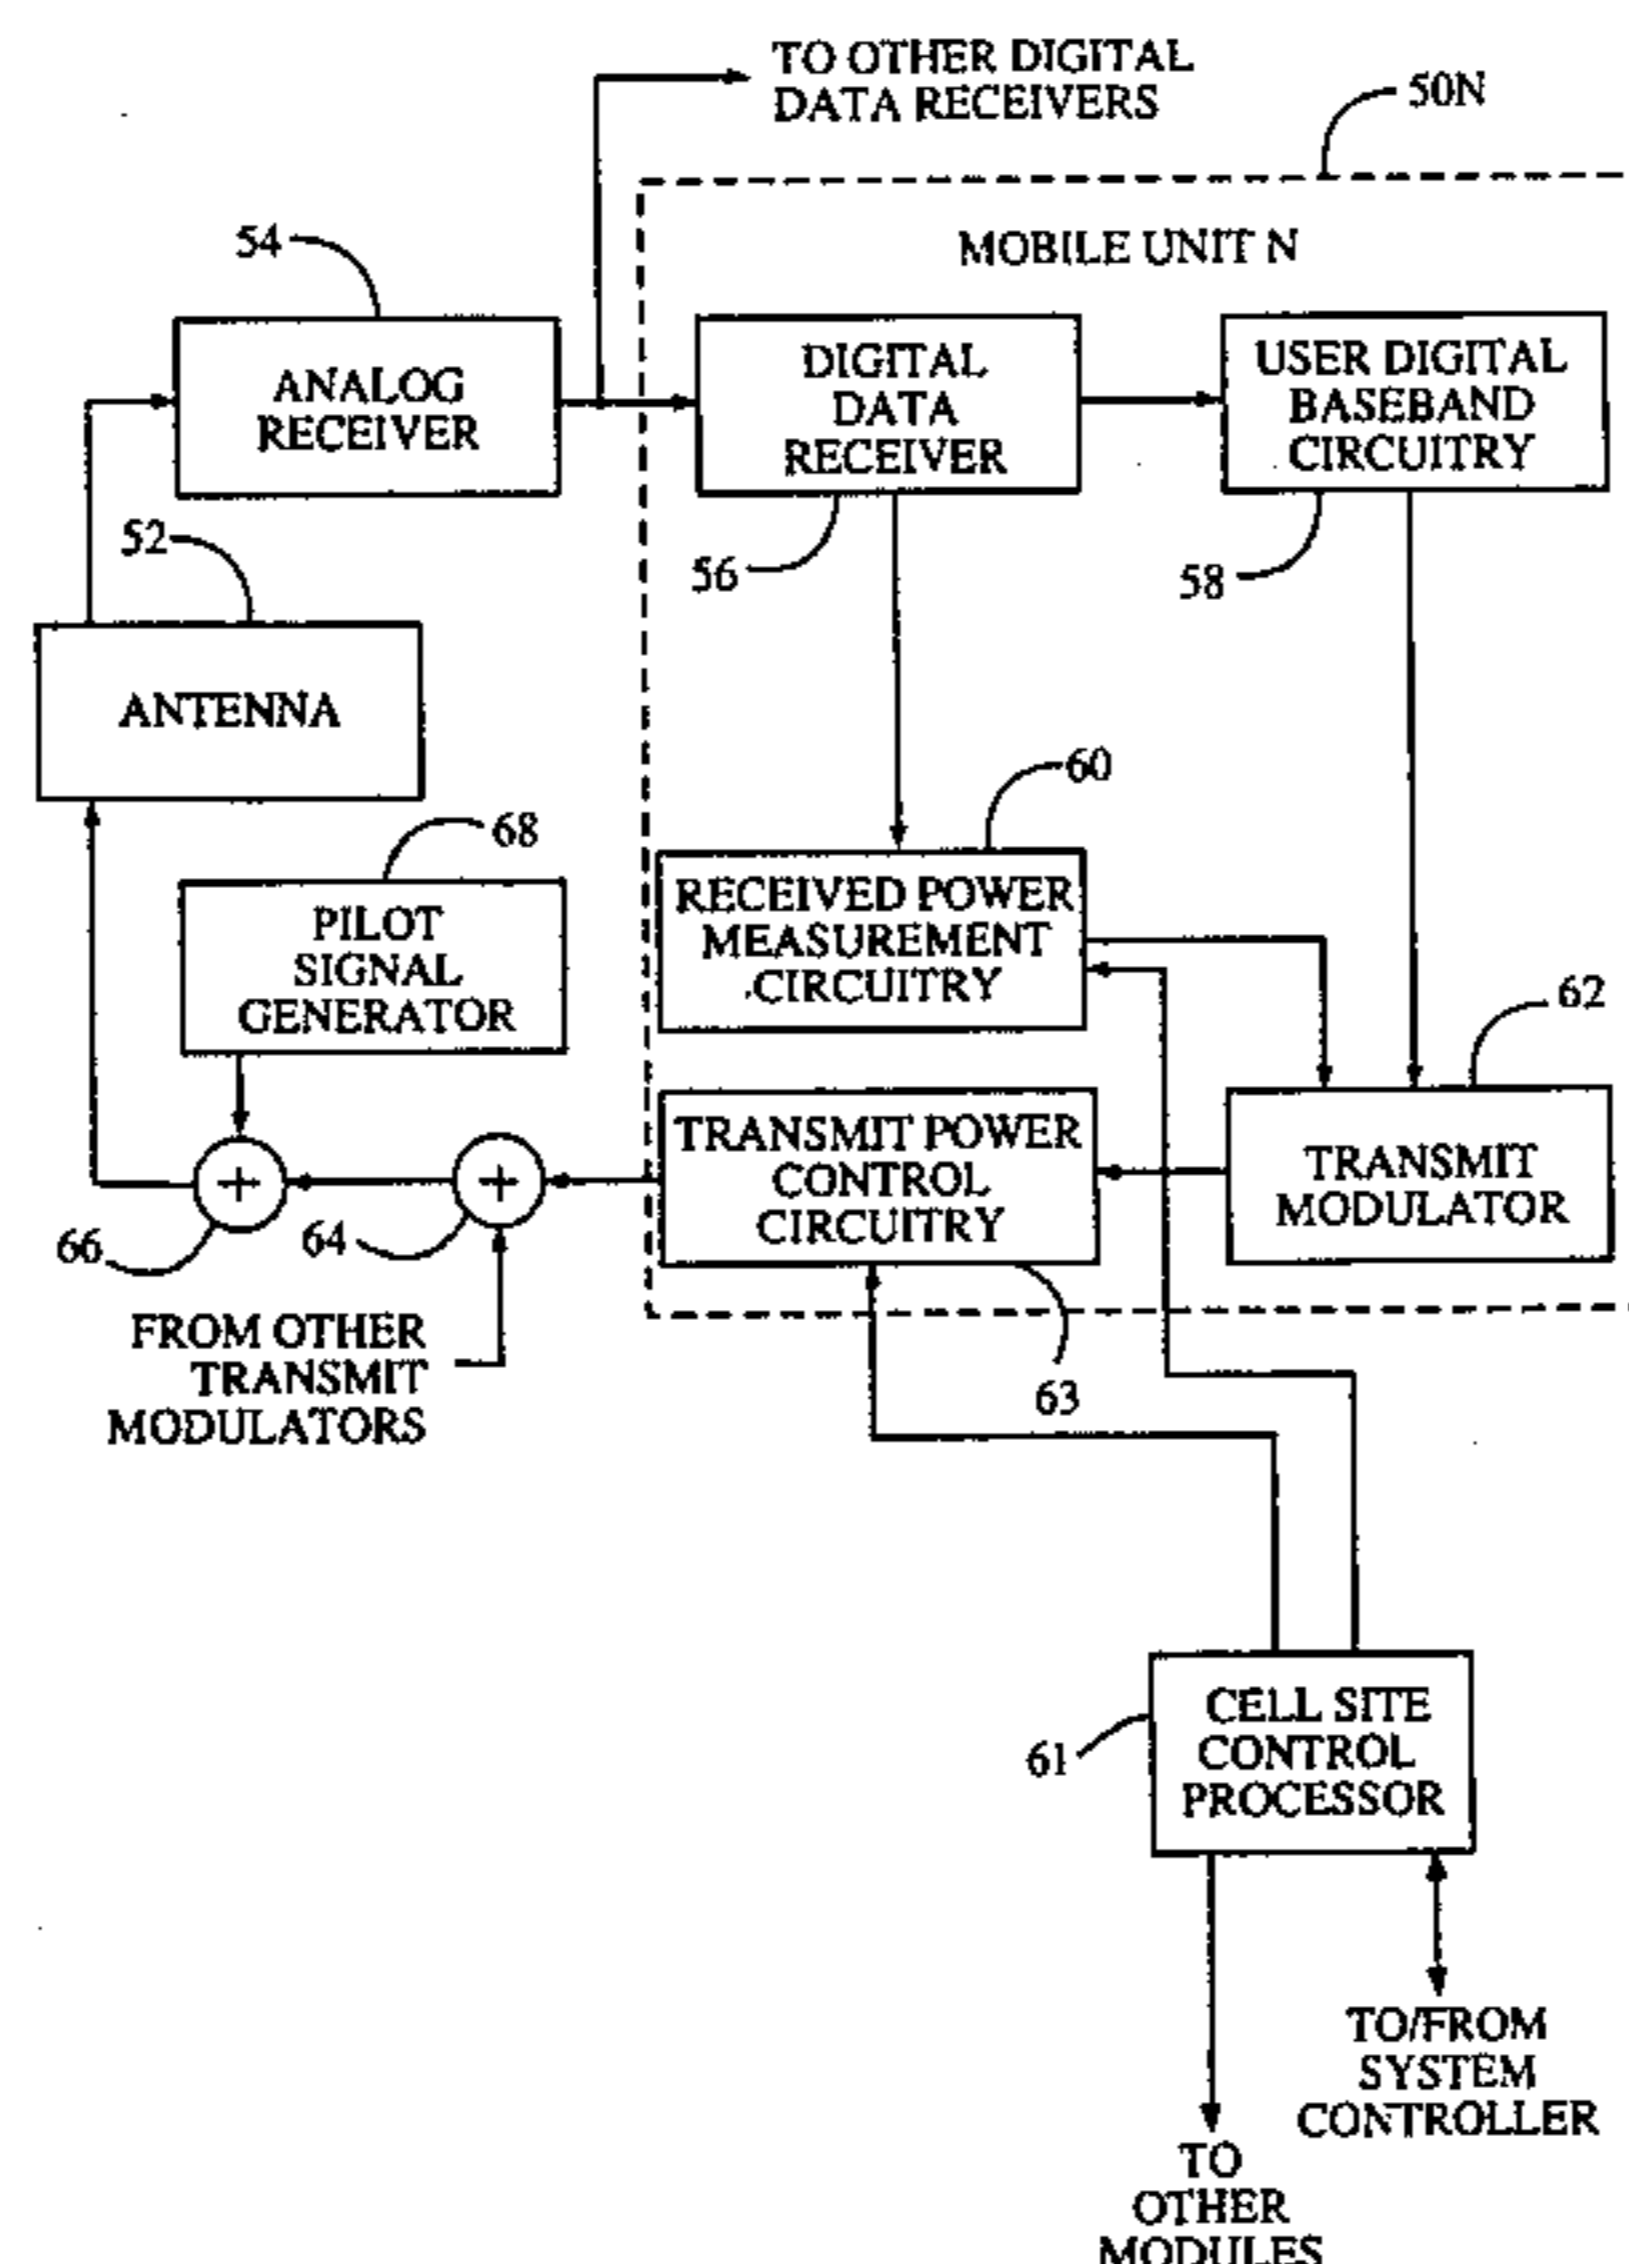 TO OTHER DIGITAL
DATA RECEIVERS
50N
MOBILE UNIT N
54
ANALOG
RECEIVER
DIGITAL
DATA
RECEIVER
USER DIGITAL
BASEBAND
CIRCUITRY
52
56
58
ANTENNA
60
68
PILOT
SIGNAL
GENERATOR
RECEIVED POWER
MEASUREMENT
CIRCUITRY
62
TRANSMIT POWER
CONTROL
CIRCUITRY
TRANSMIT
MODULATOR
+
+
66
64
FROM OTHER
TRANSMIT
MODULATORS
63
CELL SITE
CONTROL
PROCESSOR
61
TO/FROM
SYSTEM
CONTROLLER
TO
OTHER
MODULES